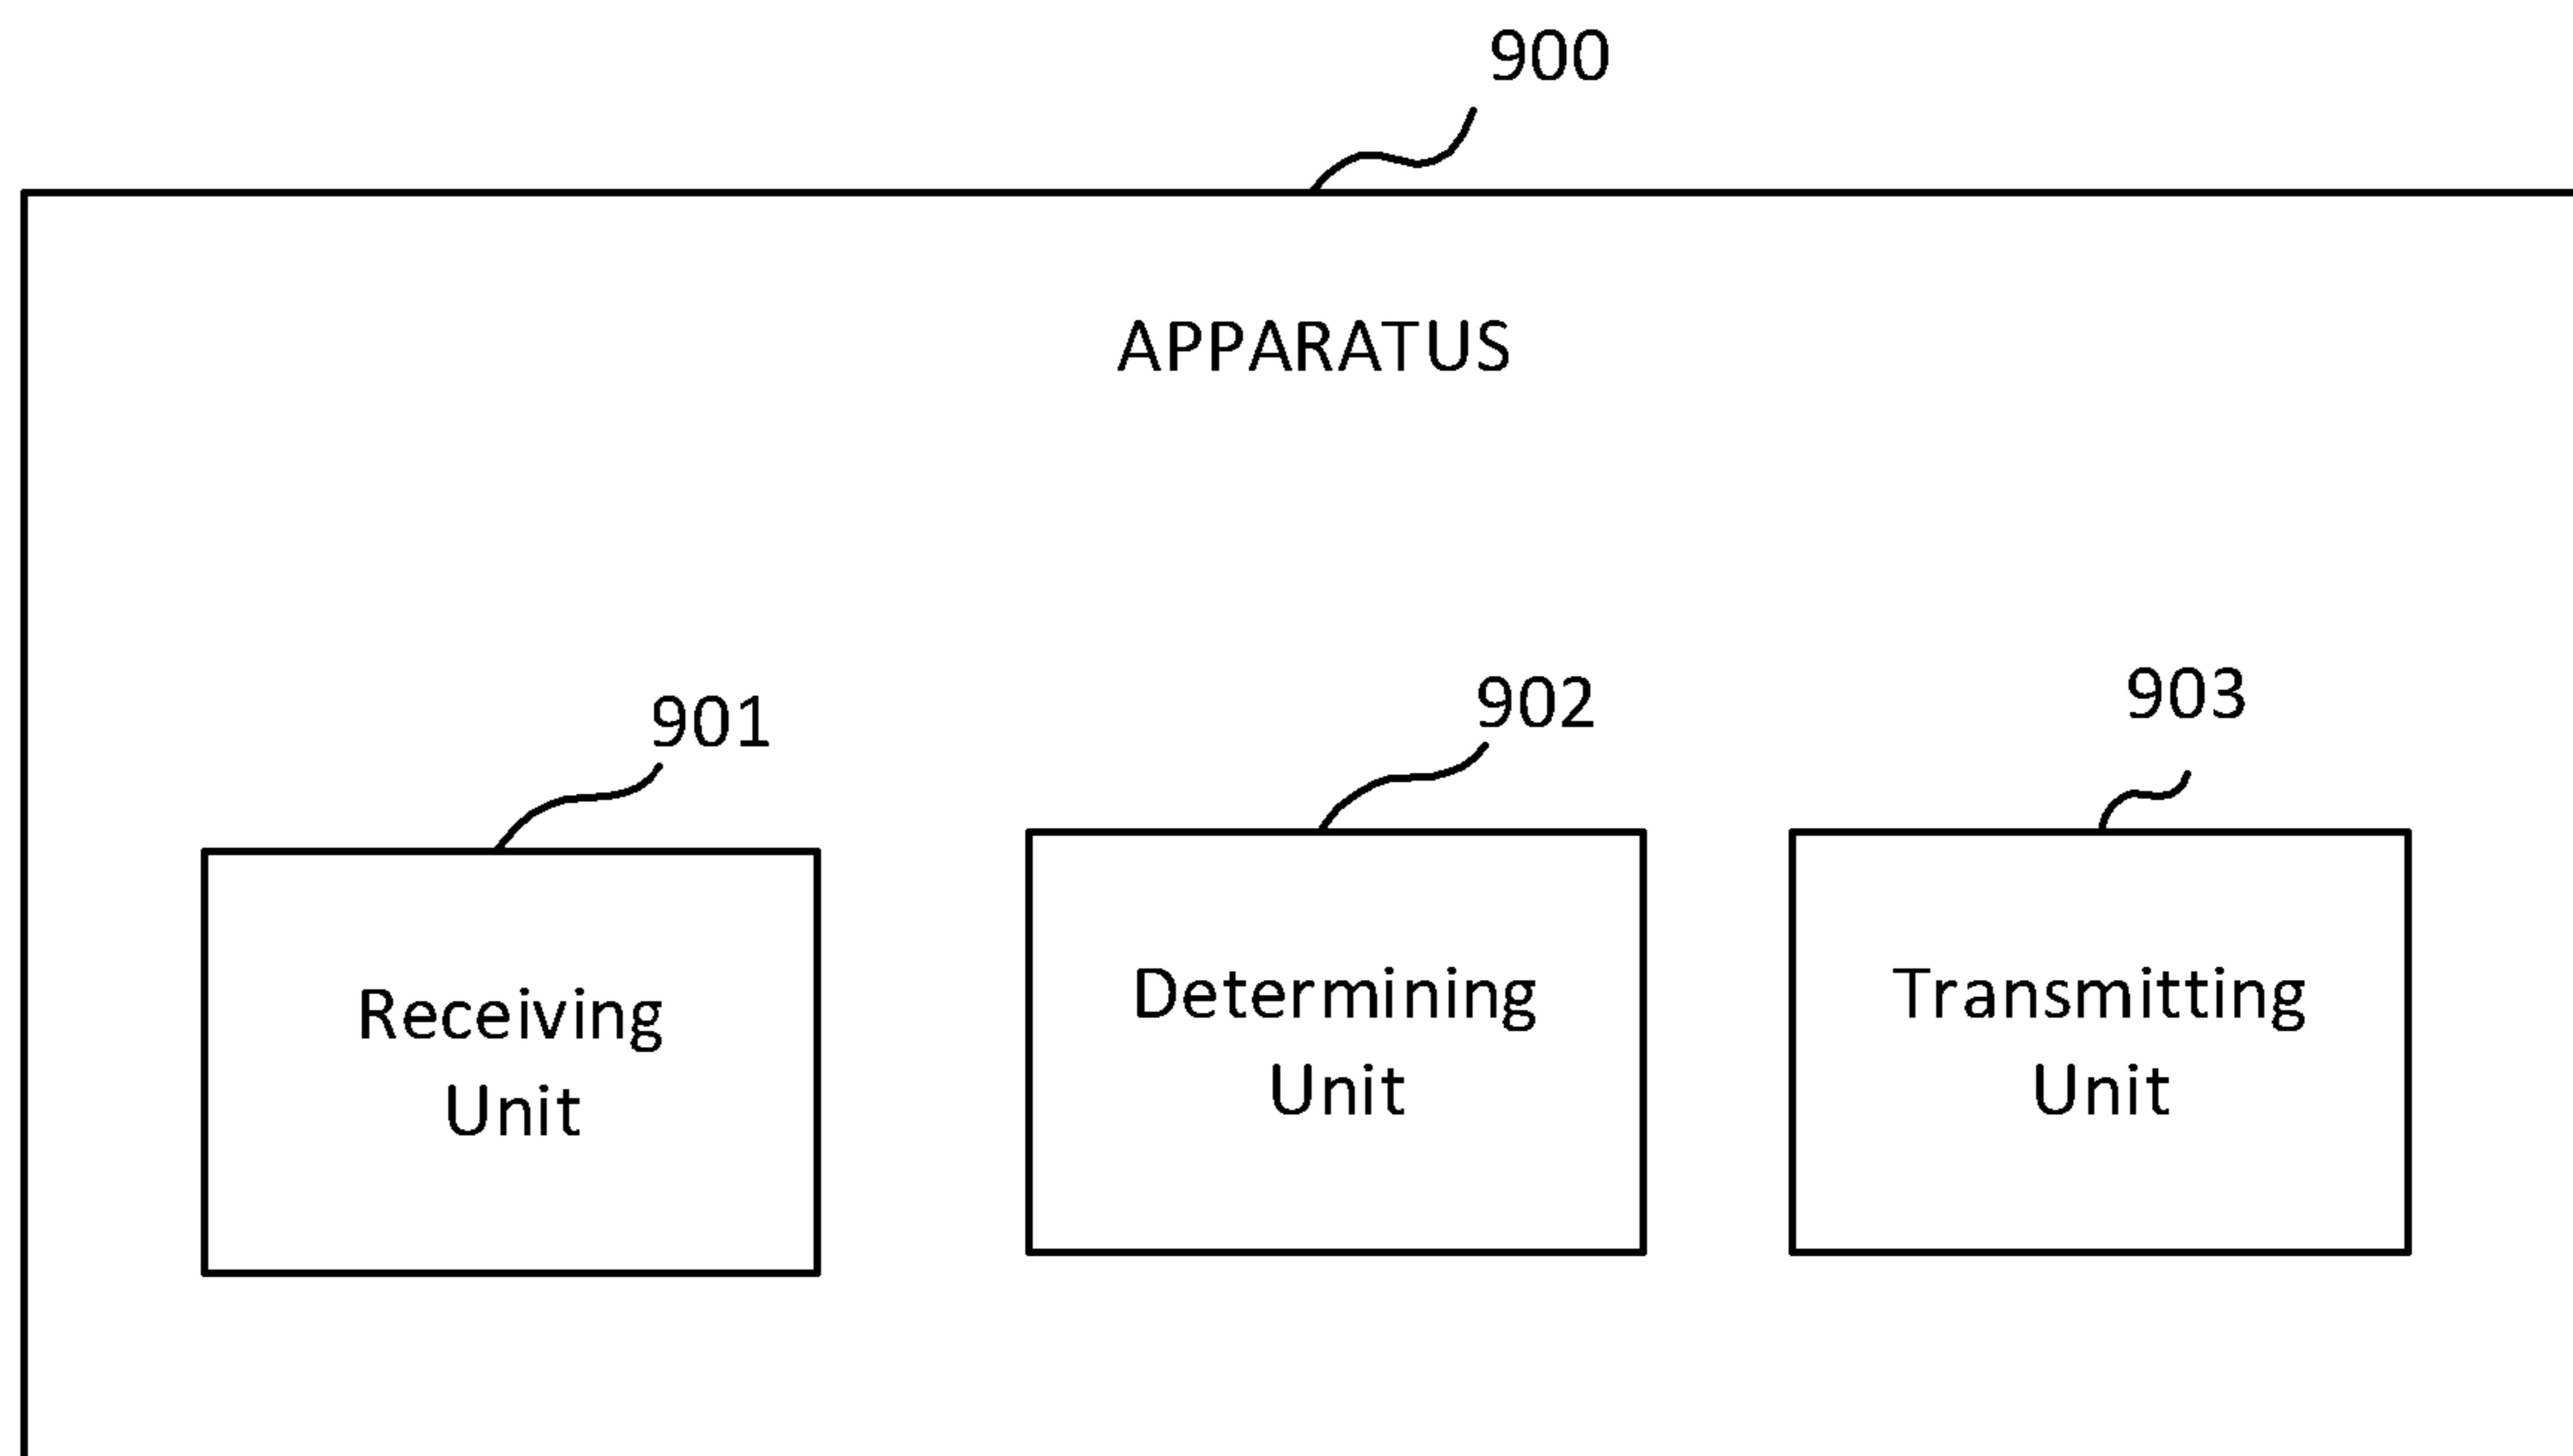 900
APPARATUS
901
902
903
Receiving
Unit
Determining
Unit
Transmitting
Unit